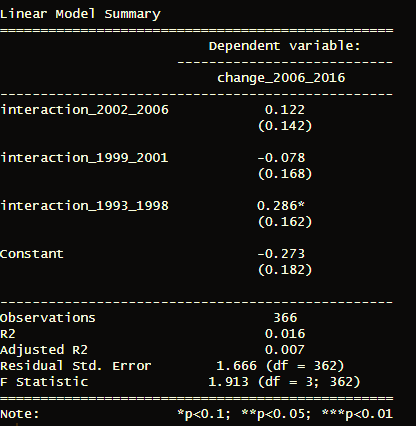 Linear Model Summary
=================================================
Dependent variable:
---------------------------
change_2006_2016
-------------------------------------------------
interaction_2002_2006 0.122
(0.142)
interaction_1999_2001 -0.078
(0.168)
interaction_1993_1998 0.286*
(0.162)
Constant -0.273
(0.182)
-------------------------------------------------
Observations 366
R2 0.016
Adjusted R2 0.007
Residual Std. Error 1.666 (df = 362)
F Statistic 1.913 (df = 3; 362)
=================================================
Note: *p<0.1; **p<0.05; ***p<0.01